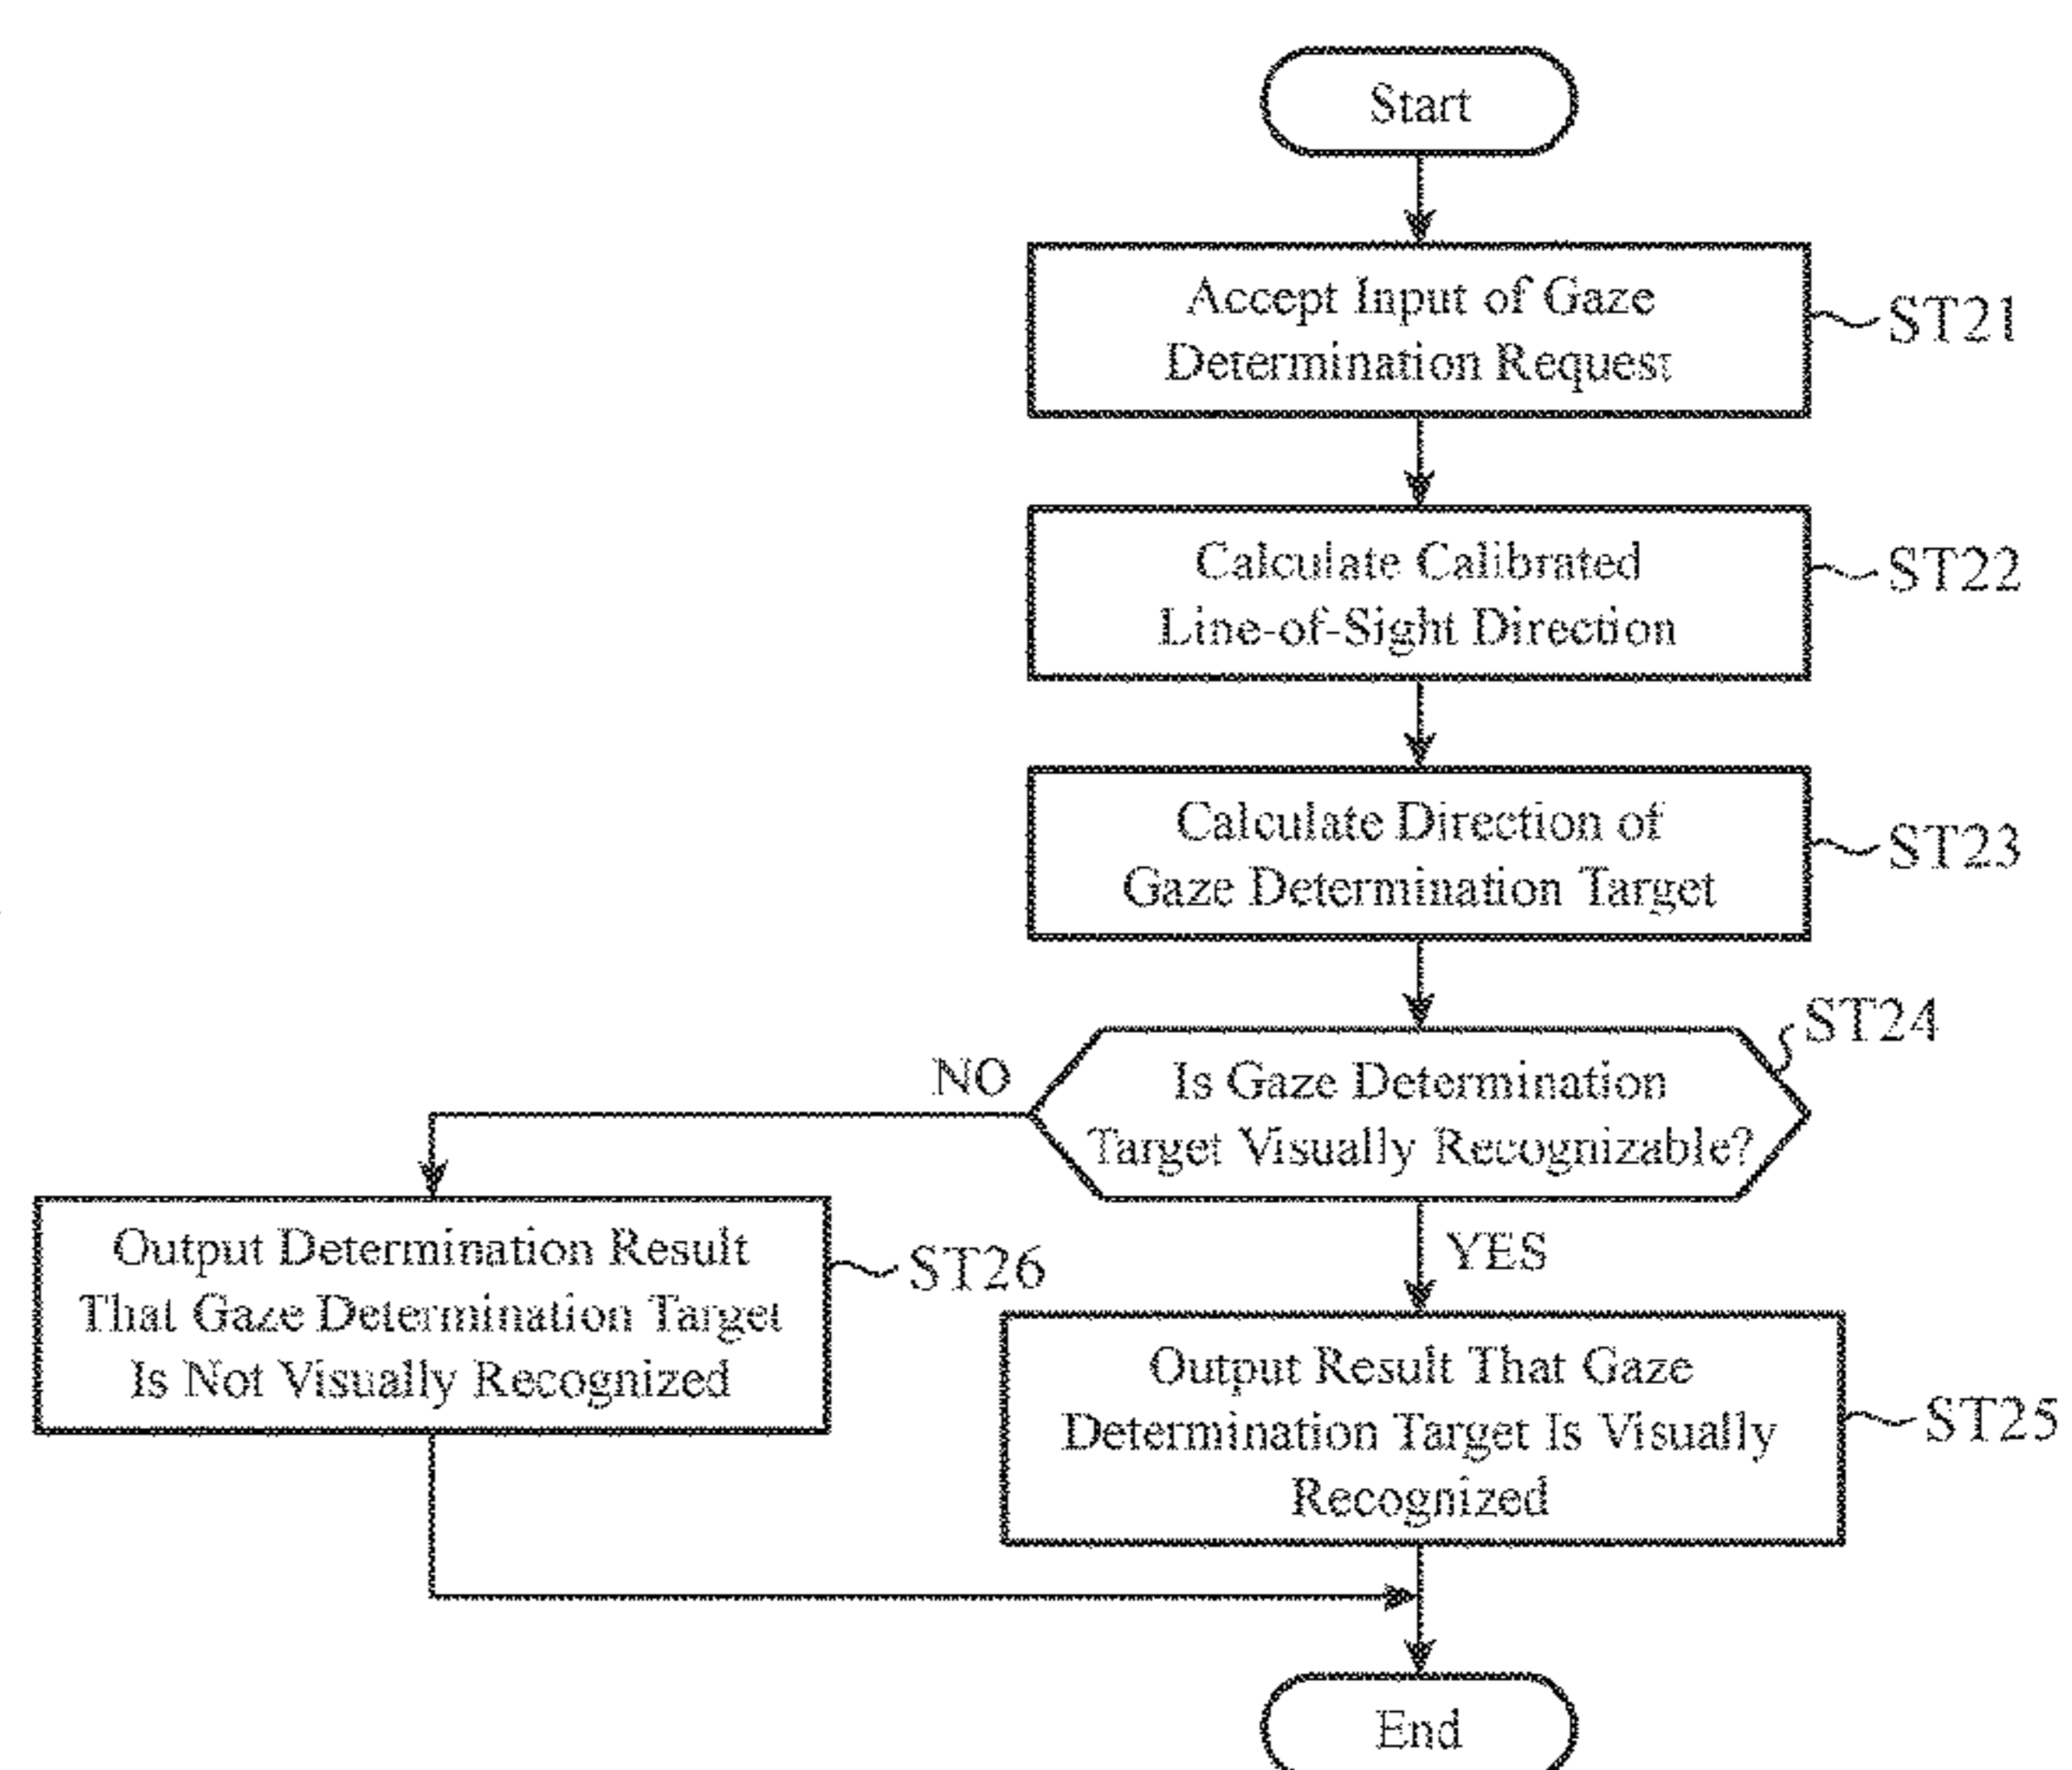 Start
Accept Input of Gaze
Determination Request
ST21
Calculate Calibrated
Line-of-Sight Direction
ST22
Calculate Direction of
Gaze Determination Target
ST23
ST24
Is Gaze Determination
Target Visually Recognizable?
NO
YES
Output Determination Result
That Gaze Determination Target
Is Not Visually Recognized
ST26
Output Result That Gaze
Determination Target Is Visually
Recognized
ST25
End